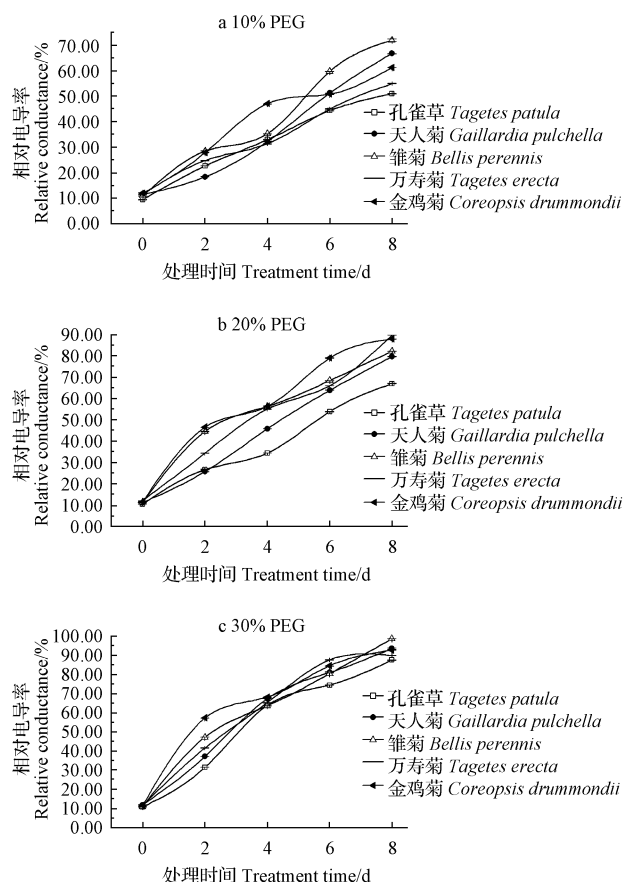 a 10% PEG
相对电导率
Relative conductance/%
70.00
60.00
50.00
40.00
30.00
20.00
10.00
0.00
孔雀草 Tagetes patula
天人菊 Gaillardia pulchella
雏菊 Bellis perennis
万寿菊 Tagetes erecta
金鸡菊 Coreopsis drummondii
0 2 4 6 8
处理时间 Treatment time/d
b 20% PEG
相对电导率
Relative conductance/%
90.00
80.00
70.00
60.00
50.00
40.00
30.00
20.00
10.00
0.00
孔雀草 Tagetes patula
天人菊 Gaillardia pulchella
雏菊 Bellis perennis
万寿菊 Tagetes erecta
金鸡菊 Coreopsis drummondii
0 2 4 6 8
处理时间 Treatment time/d
c 30% PEG
相对电导率
Relative conductance/%
100.00
90.00
80.00
70.00
60.00
50.00
40.00
30.00
20.00
10.00
0.00
孔雀草 Tagetes patula
天人菊 Gaillardia pulchella
雏菊 Bellis perennis
万寿菊 Tagetes erecta
金鸡菊 Coreopsis drummondii
0 2 4 6 8
处理时间 Treatment time/d